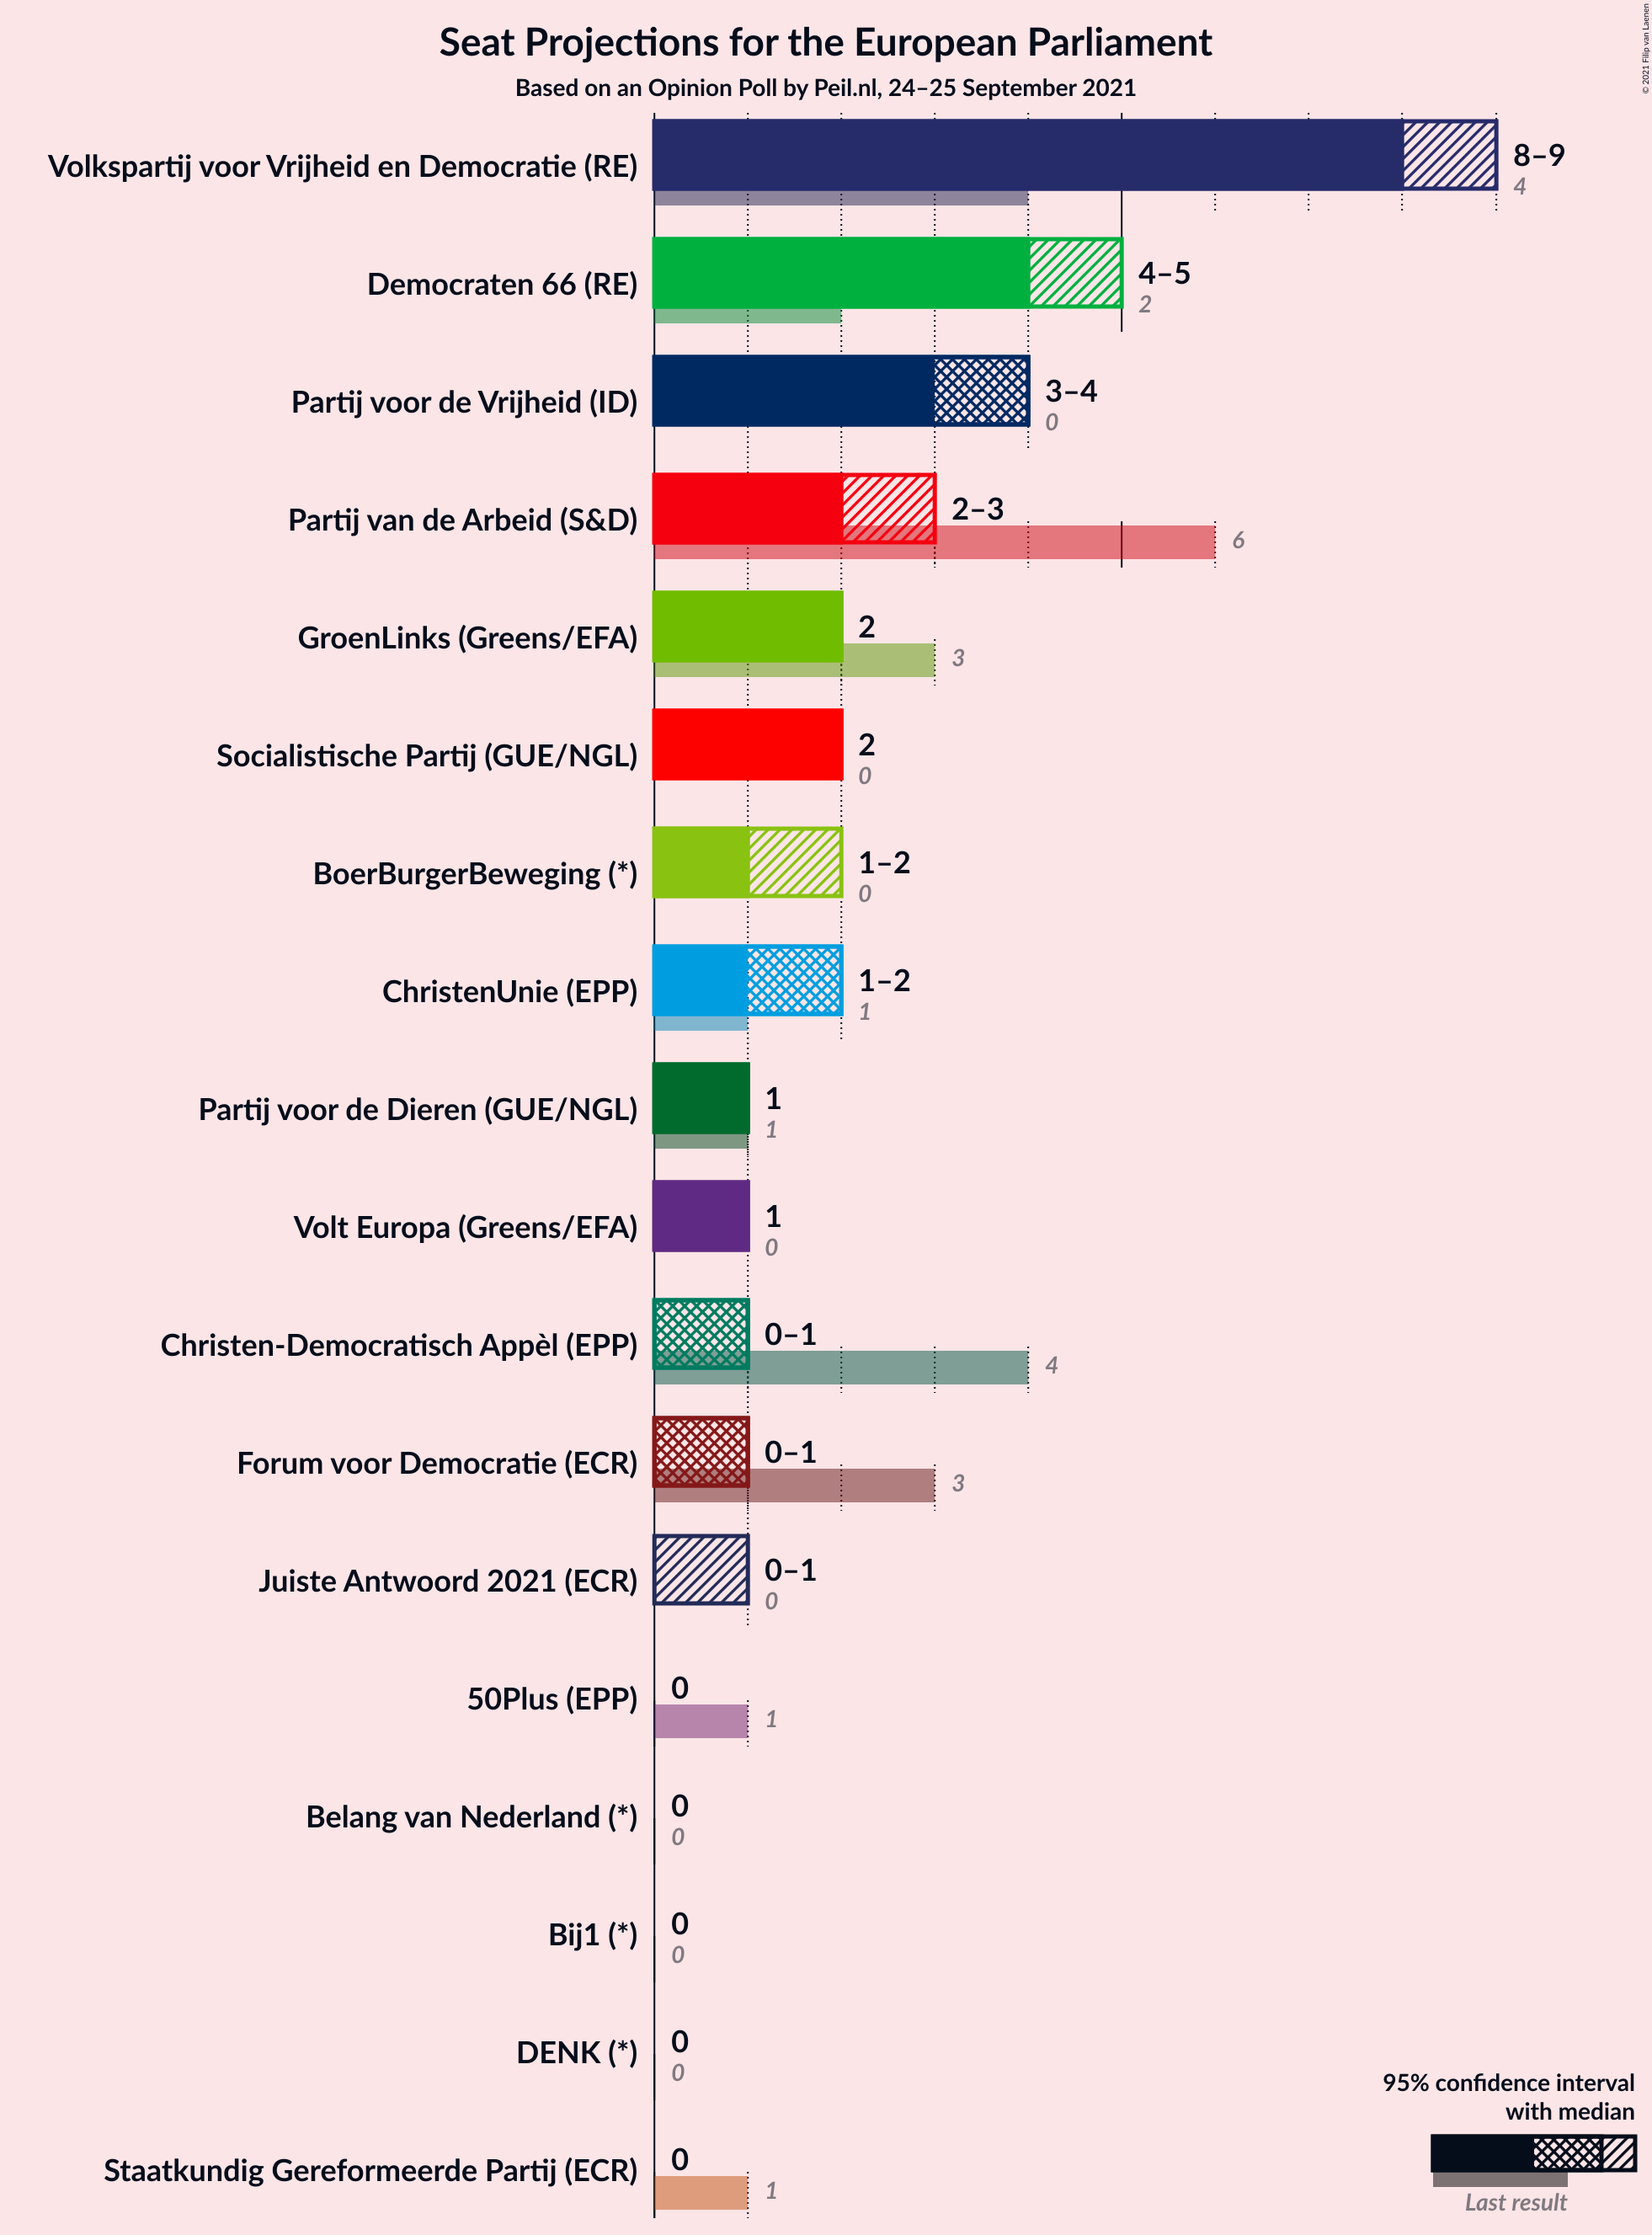 Seat Projections for the European Parliament
Based on an Opinion Poll by Peil.nl, 24–25 September 2021
© 2021 Filip van Laenen
Volkspartij voor Vrijheid en Democratie (RE)
8–9
4
Democraten 66 (RE)
4–5
2
Partij voor de Vrijheid (ID)
3–4
0
Partij van de Arbeid (S&D)
2–3
6
GroenLinks (Greens/EFA)
2
3
Socialistische Partij (GUE/NGL)
2
0
BoerBurgerBeweging (*)
1–2
0
ChristenUnie (EPP)
1–2
1
Partij voor de Dieren (GUE/NGL)
1
1
Volt Europa (Greens/EFA)
1
0
Christen-Democratisch Appèl (EPP)
0–1
4
Forum voor Democratie (ECR)
0–1
3
Juiste Antwoord 2021 (ECR)
0–1
0
50Plus (EPP)
0
1
Belang van Nederland (*)
0
0
Bij1 (*)
0
0
DENK (*)
0
0
Staatkundig Gereformeerde Partij (ECR)
0
1
95% confidence interval
with median
Last result